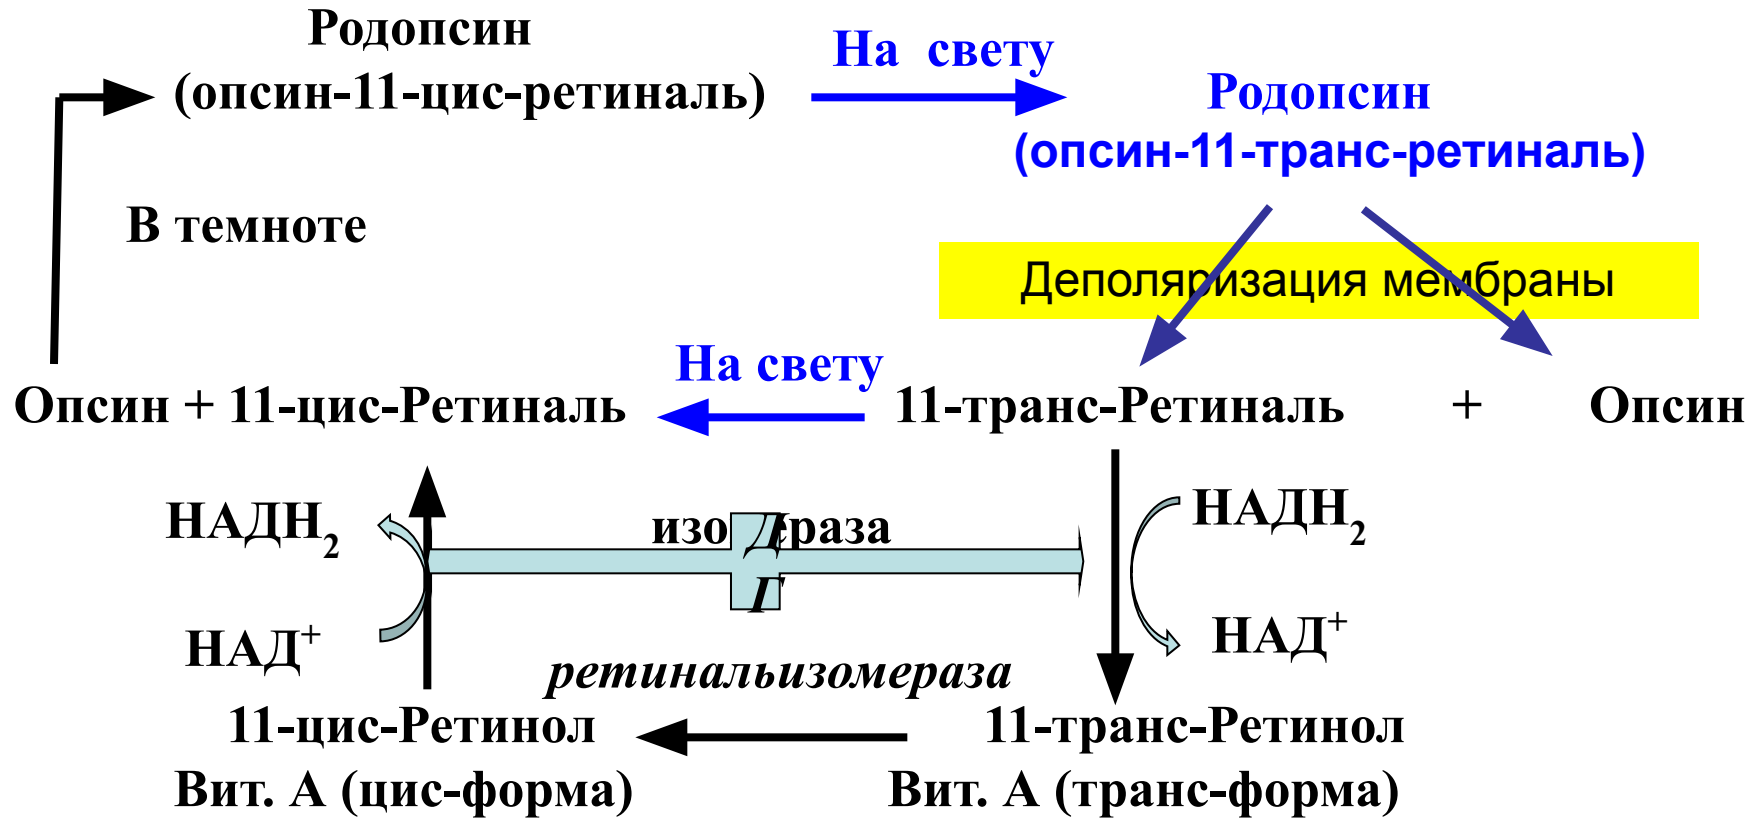 Родопсин
(опсин-11-цис-ретиналь)
На свету
Родопсин
(опсин-11-транс-ретиналь)
В темноте
Деполяризация мембраны
На свету
Опсин + 11-цис-Ретиналь
11-транс-Ретиналь + Опсин
НАДН₂
НАДН₂
Г
НАД⁺
НАД⁺
ретинальизомераза
11-цис-Ретинол
11-транс-Ретинол
Вит. А (цис-форма)
Вит. А (транс-форма)